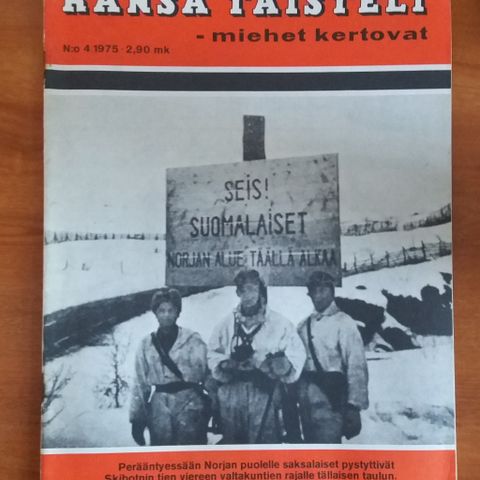 KANSA TAISTELI
- miehet kertovat
N:o 4 1975 · 2,90 mk
SEIS!
SUOMALAISET
NORJAN ALUE TÄÄLLÄ ALKAA
Perääntyessään Norjan puolelle saksalaiset pystyttivät
Skibotnin tien viereen valtakuntien rajalle tällaisen taulun.